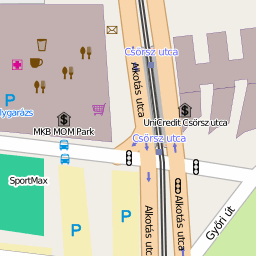 Csörsz utca
Alkotás utca
P
lygarázs
MKB MOM Park
UniCredit Csörsz utca
Csörsz utca
SportMax
P
P
Alkotás utca
Alkotás utca
Győri út